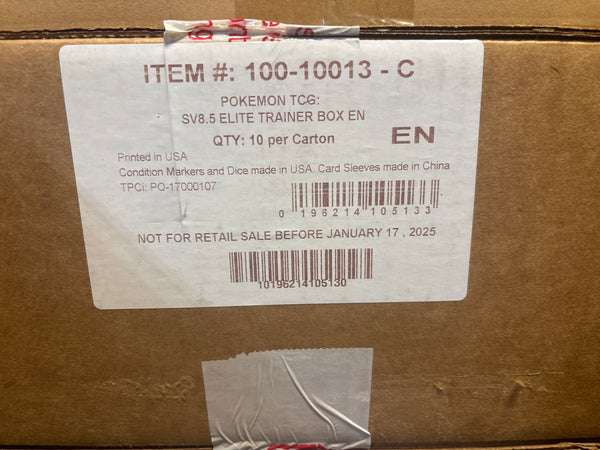 ITEM #: 100-10013 - C
POKEMON TCG:
SV8.5 ELITE TRAINER BOX EN
QTY: 10 per Carton
EN
Printed in USA
Condition Markers and Dice made in USA. Card Sleeves made in China
TPCi: PO-17000107
0 196214 105133
NOT FOR RETAIL SALE BEFORE JANUARY 17 , 2025
10196214105130